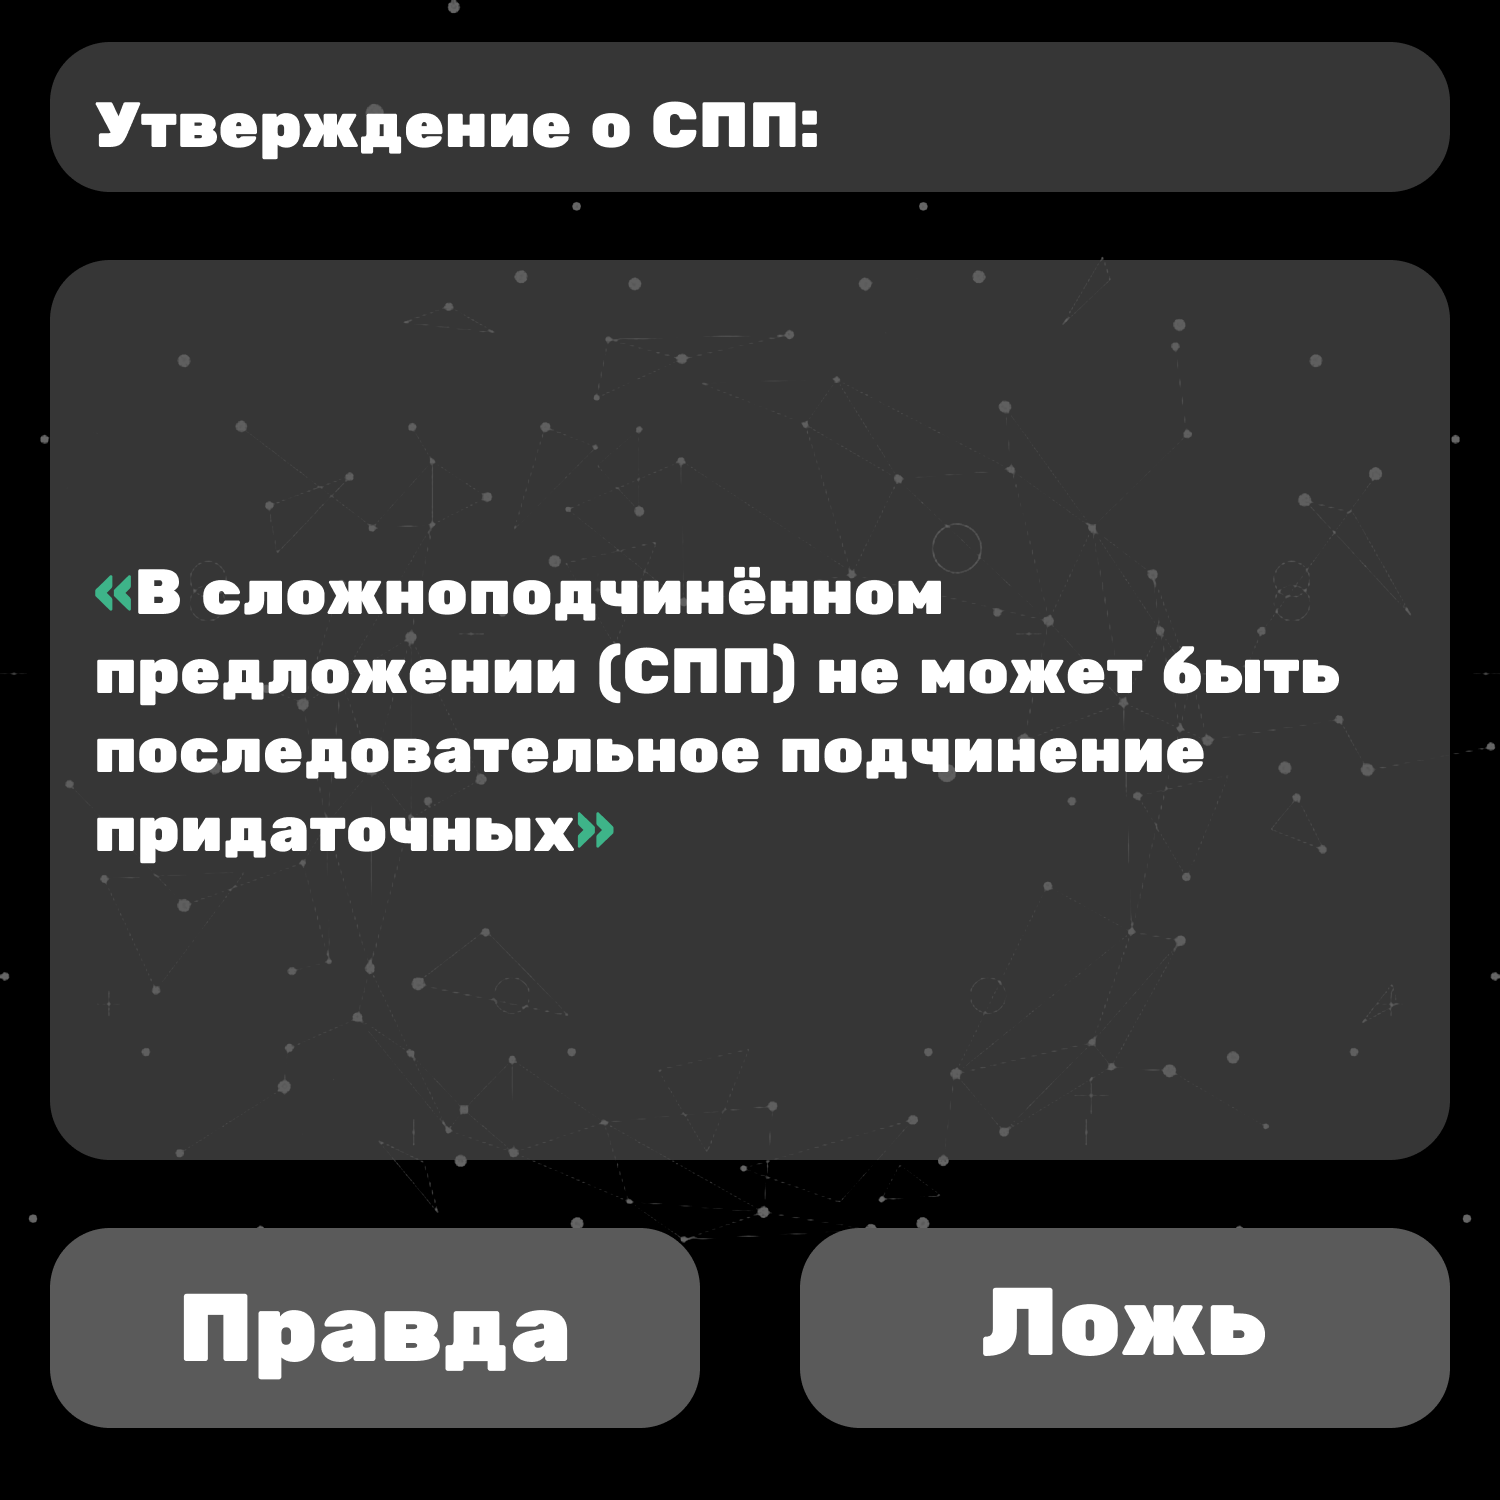 Утверждение о СПП:
«В сложноподчинённом
предложении (СПП) не может быть
последовательное подчинение
придаточных»
Правда
Ложь